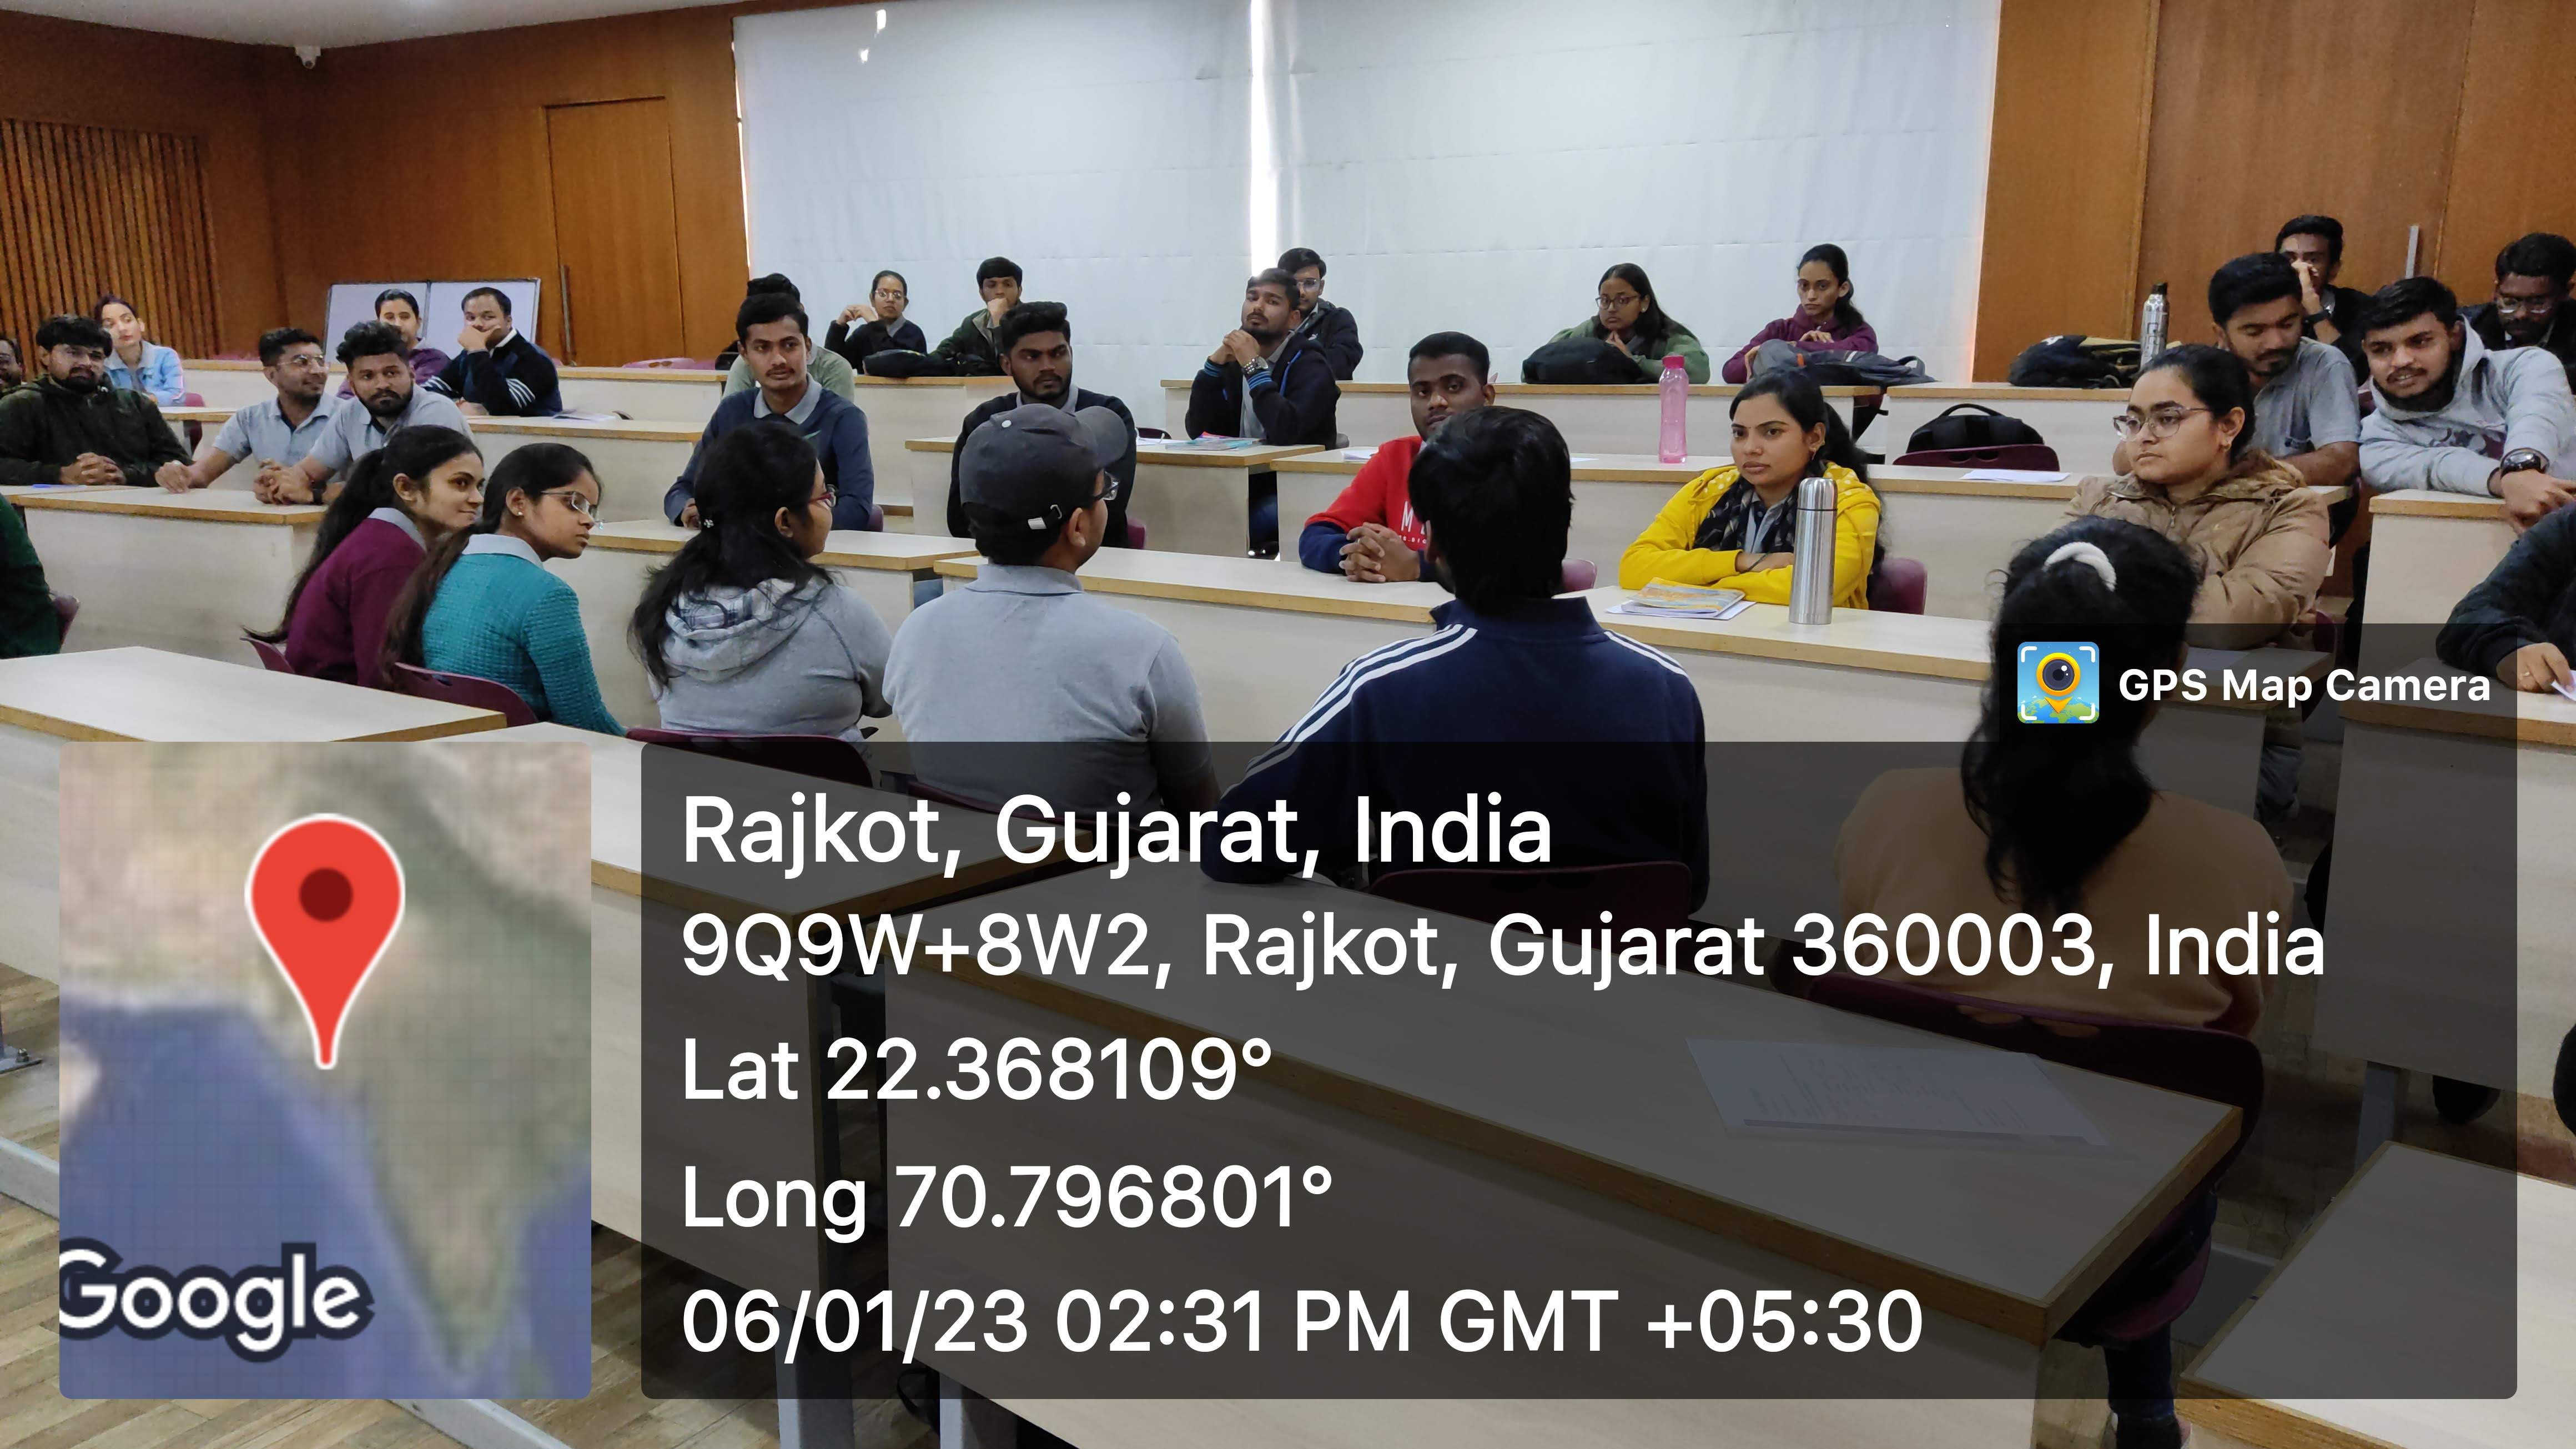 GPS Map Camera
Rajkot, Gujarat, India
9Q9W+8W2, Rajkot, Gujarat 360003, India
Lat 22.368109°
Long 70.796801°
06/01/23 02:31 PM GMT +05:30
Google